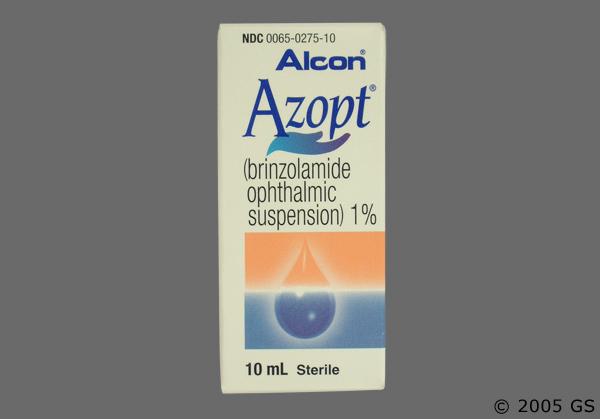 NDC 0065-0275-10
Alcon®
Azopt®
(brinzolamide
ophthalmic
suspension) 1%
10 mL Sterile
© 2005 GS